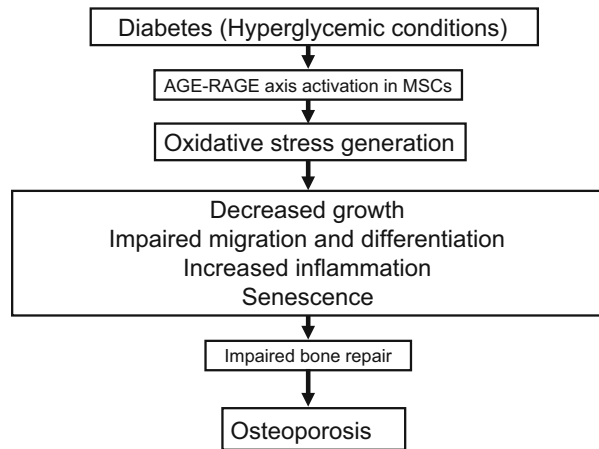 Diabetes (Hyperglycemic conditions)
AGE-RAGE axis activation in MSCs
Oxidative stress generation
Decreased growth
Impaired migration and differentiation
Increased inflammation
Senescence
Impaired bone repair
Osteoporosis